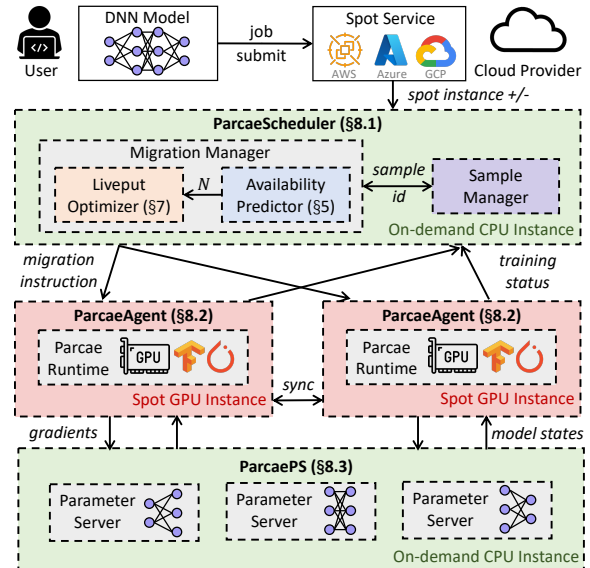 DNN Model
job
submit
Spot Service
AWS
Azure
GCP
User
Cloud Provider
spot instance +/-
ParcaeScheduler (§8.1)
Migration Manager
Liveput
Optimizer (§7)
N
Availability
Predictor (§5)
sample
id
Sample
Manager
On-demand CPU Instance
migration
instruction
training
status
ParcaeAgent (§8.2)
Parcae
Runtime
GPU
Spot GPU Instance
sync
ParcaeAgent (§8.2)
Parcae
Runtime
GPU
Spot GPU Instance
gradients
model states
ParcaePS (§8.3)
Parameter
Server
Parameter
Server
Parameter
Server
On-demand CPU Instance